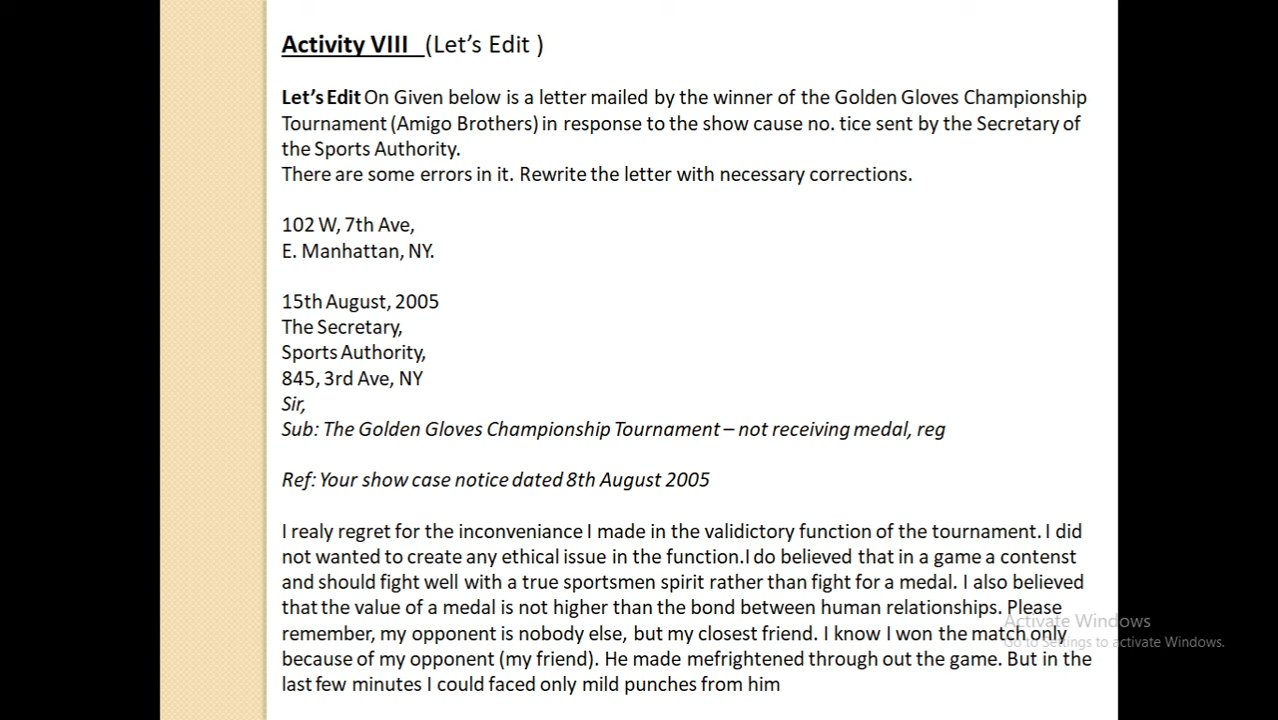 Activity VIII (Let's Edit )
Let's Edit On Given below is a letter mailed by the winner of the Golden Gloves Championship
Tournament (Amigo Brothers) in response to the show cause no. tice sent by the Secretary of
the Sports Authority.
There are some errors in it. Rewrite the letter with necessary corrections.
102 W, 7th Ave,
E. Manhattan, NY.
15th August, 2005
The Secretary,
Sports Authority,
845, 3rd Ave, NY
Sir,
Sub: The Golden Gloves Championship Tournament – not receiving medal, reg
Ref: Your show case notice dated 8th August 2005
I realy regret for the inconveniance I made in the validictory function of the tournament. I did
not wanted to create any ethical issue in the function.I do believed that in a game a contenst
and should fight well with a true sportsmen spirit rather than fight for a medal. I also believed
that the value of a medal is not higher than the bond between human relationships. Please
remember, my opponent is nobody else, but my closest friend. I know I won the match only
because of my opponent (my friend). He made mefrightened through out the game. But in the
last few minutes I could faced only mild punches from him
Activate Windows
Go to Settings to activate Windows.